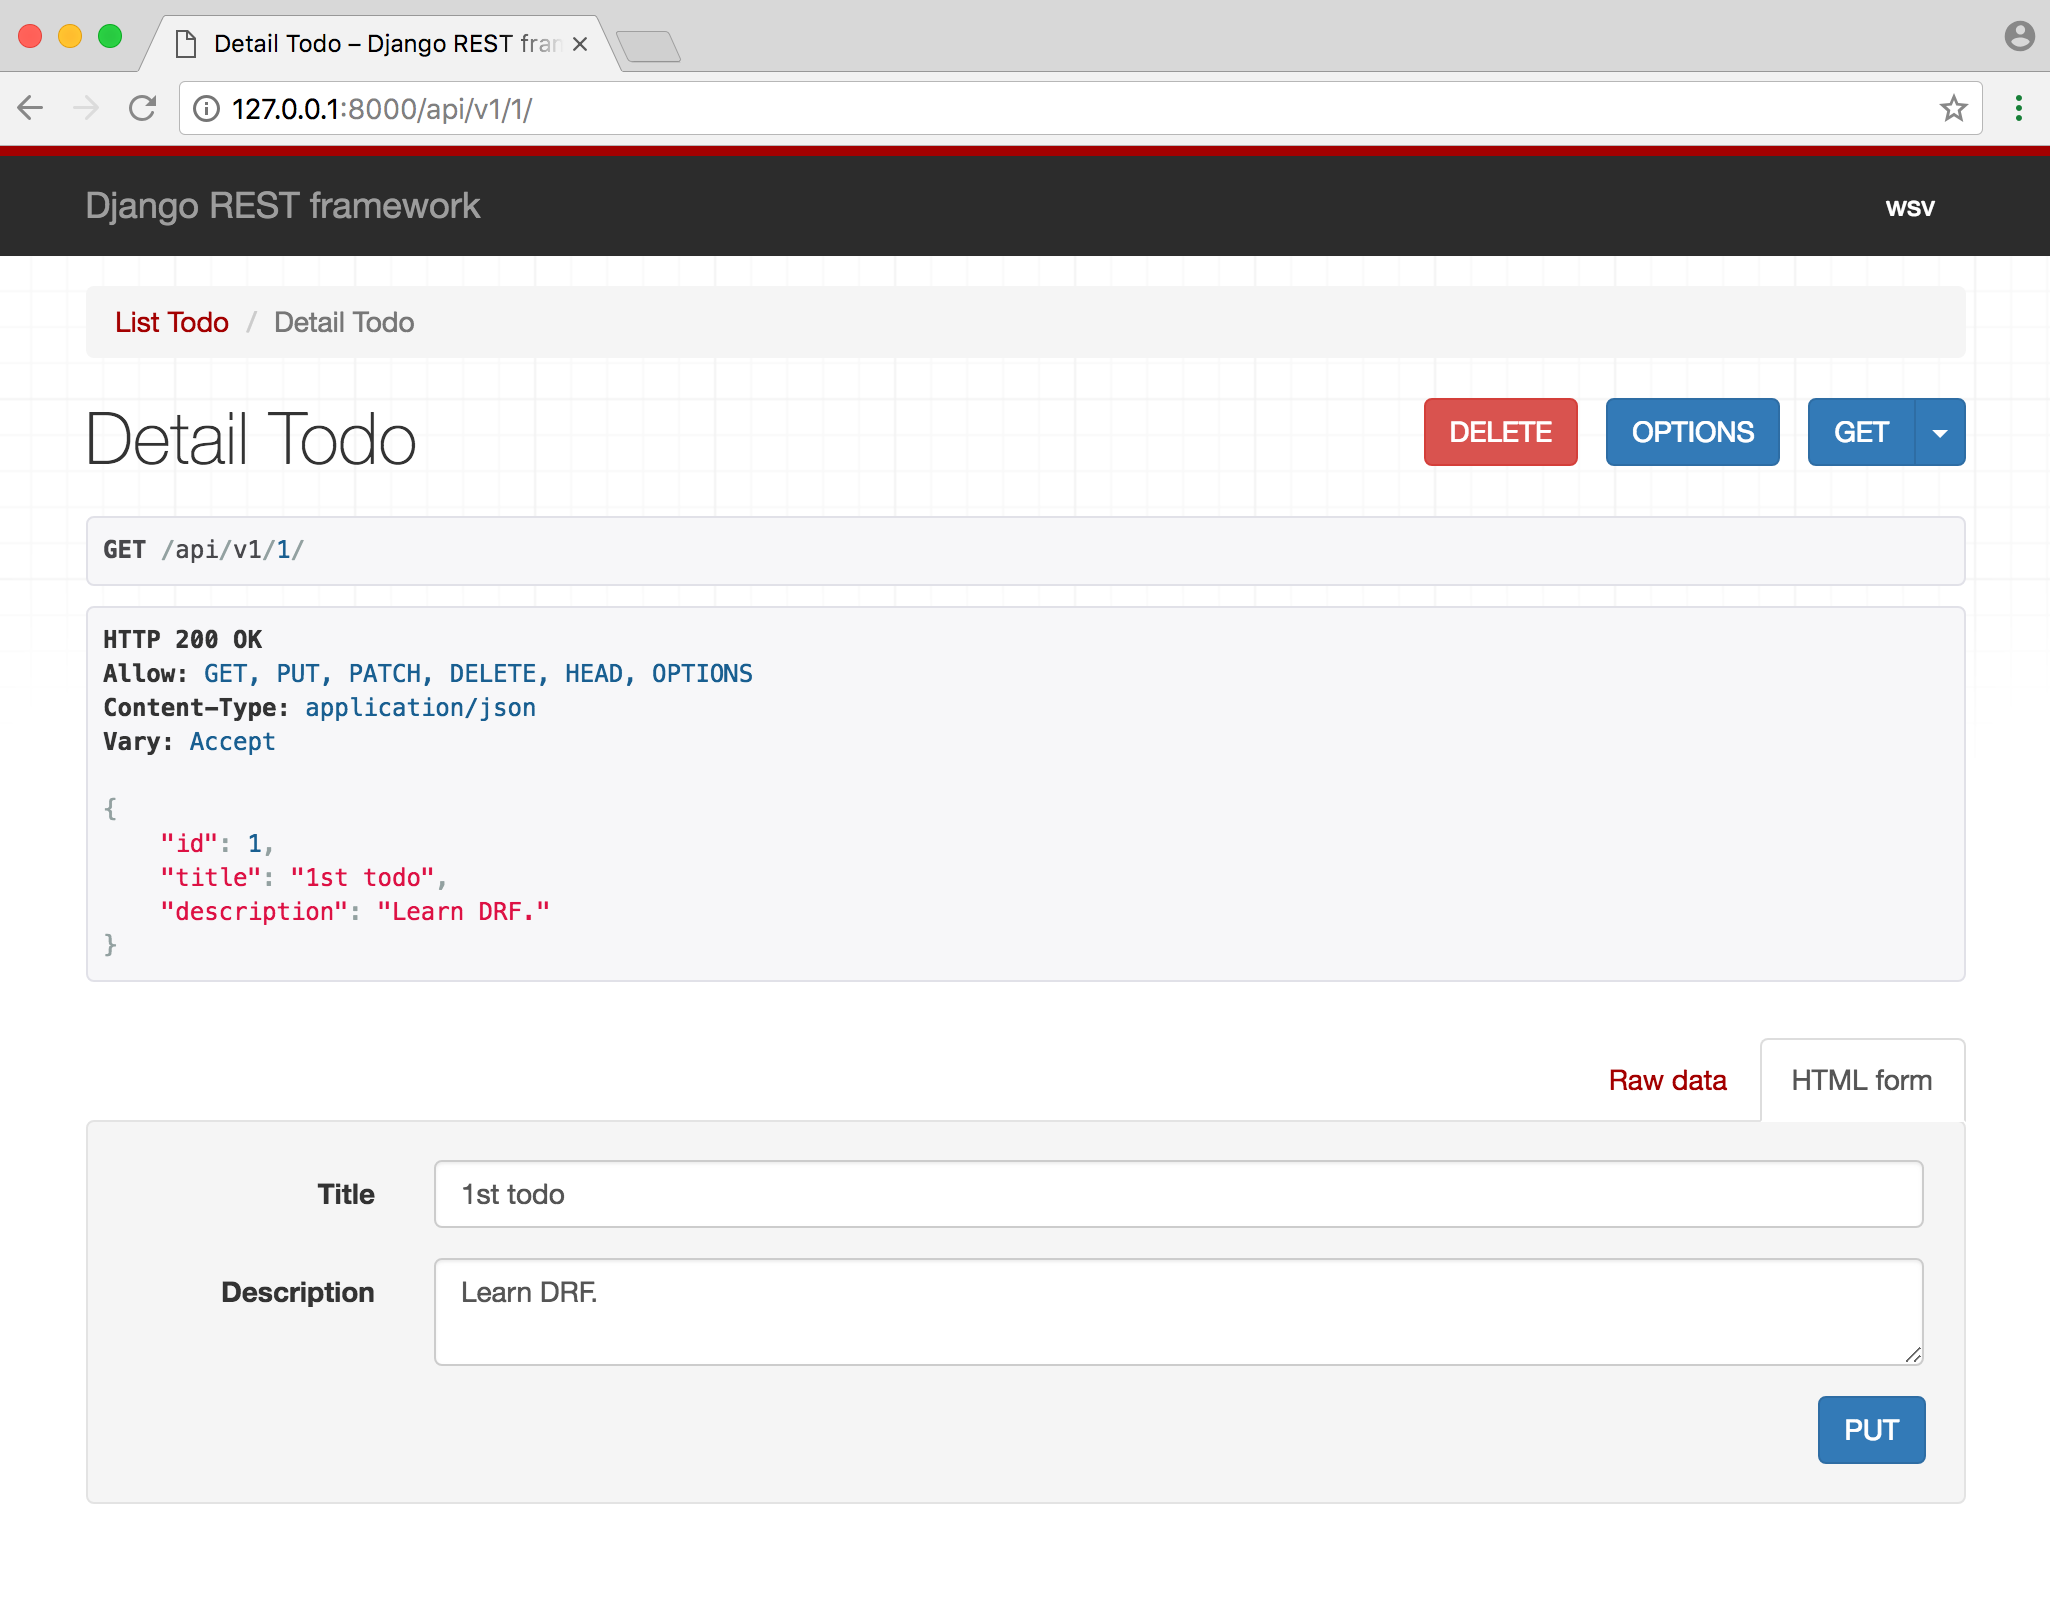 Detail Todo – Django REST fran
127.0.0.1:8000/api/v1/1/
Django REST framework
wsv
List Todo / Detail Todo
Detail Todo
DELETE
OPTIONS
GET
GET /api/v1/1/
HTTP 200 OK
Allow: GET, PUT, PATCH, DELETE, HEAD, OPTIONS
Content-Type: application/json
Vary: Accept
{
    "id": 1,
    "title": "1st todo",
    "description": "Learn DRF."
}
Raw data
HTML form
Title
1st todo
Description
Learn DRF.
PUT